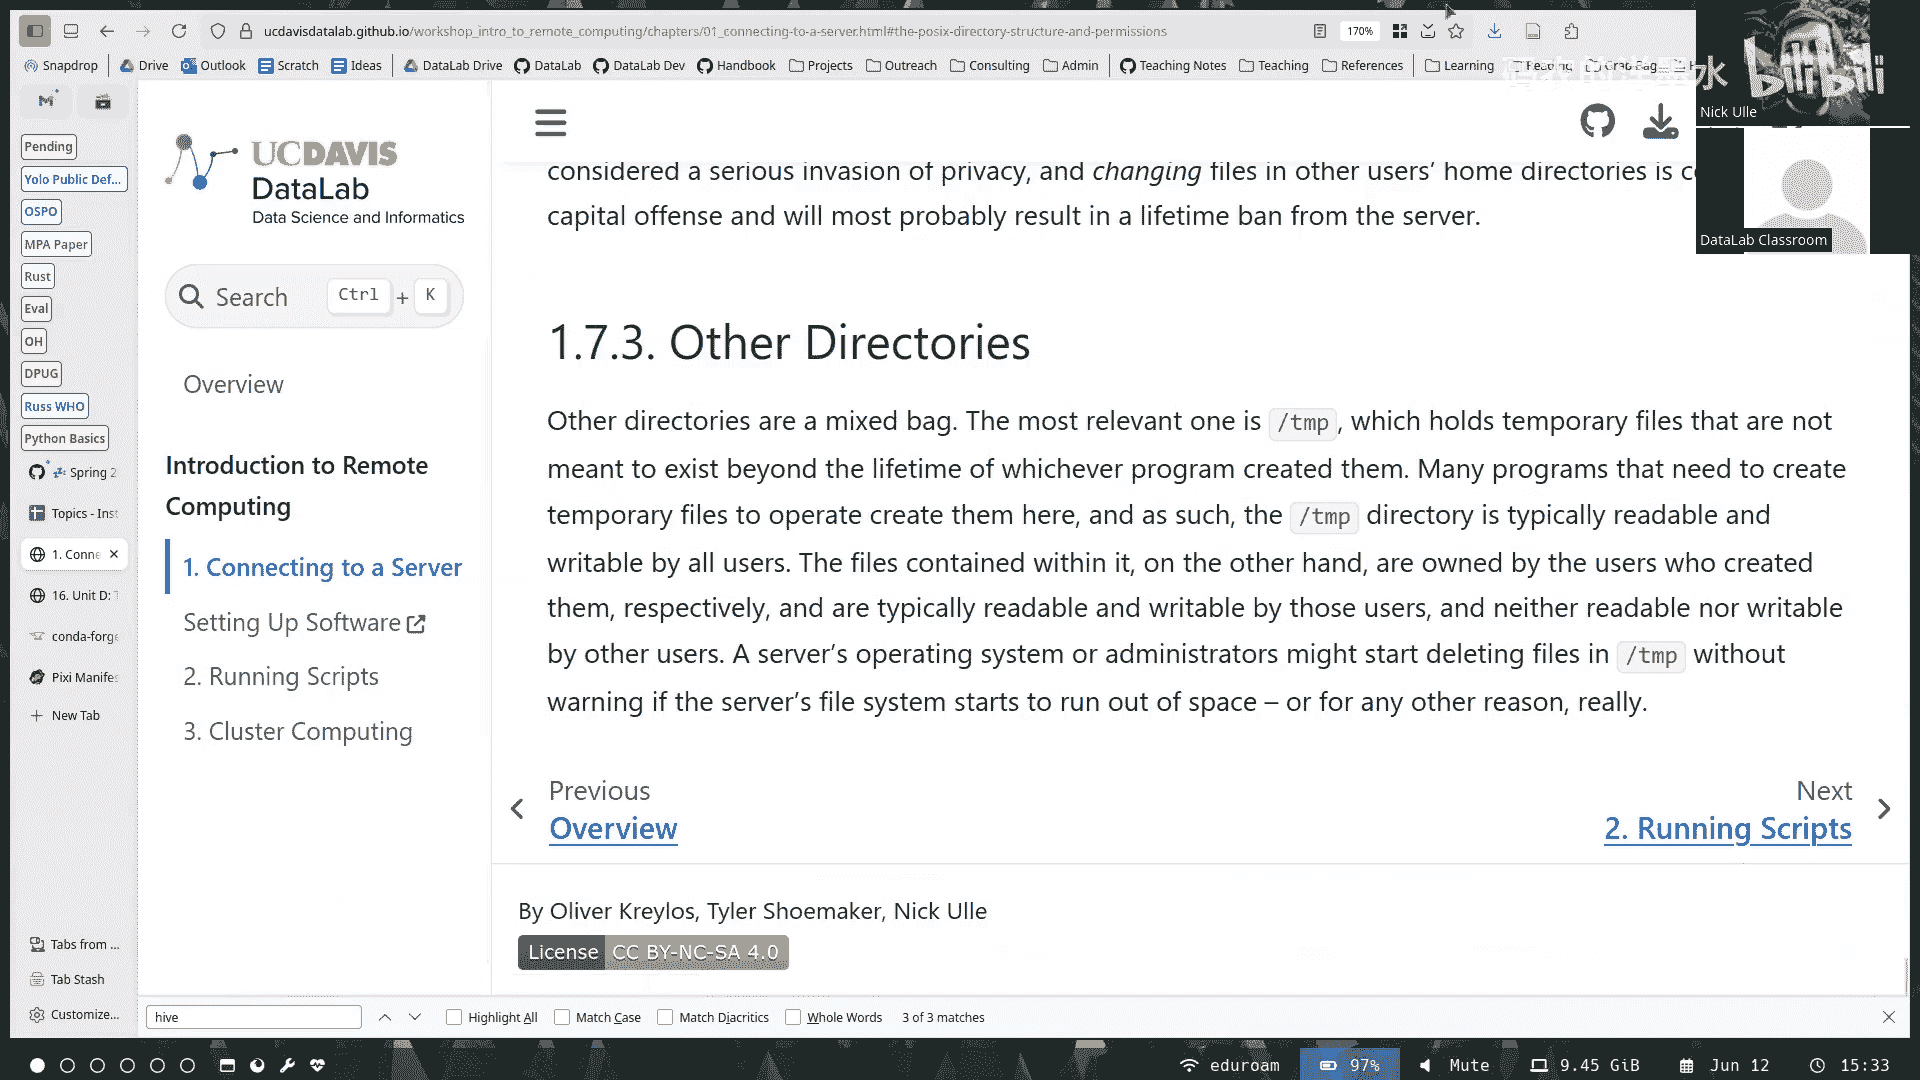 ucdavisdatalab.github.io/workshop_intro_to_remote_computing/chapters/01_connecting-to-a-server.html#the-posix-directory-structure-and-permissions
170%
Snapdrop
Drive
Outlook
Scratch
Ideas
DataLab Drive
DataLab
DataLab Dev
Handbook
Projects
Outreach
Consulting
Admin
Teaching Notes
Teaching
References
Learning
bilibili
Nick Ulle
DataLab Classroom
Pending
Yolo Public Def...
OSPO
MPA Paper
Rust
Eval
OH
DPUG
Russ WHO
Python Basics
Spring 2
Topics - Inst
1. Conne
16. Unit D: T
conda-forge
Pixi Manifes
New Tab
Tabs from ...
Tab Stash
Customize...
UCDAVIS
DataLab
Data Science and Informatics
Search Ctrl + K
Overview
Introduction to Remote
Computing
1. Connecting to a Server
Setting Up Software
2. Running Scripts
3. Cluster Computing
considered a serious invasion of privacy, and changing files in other users’ home directories is
capital offense and will most probably result in a lifetime ban from the server.
1.7.3. Other Directories
Other directories are a mixed bag. The most relevant one is /tmp, which holds temporary files that are not
meant to exist beyond the lifetime of whichever program created them. Many programs that need to create
temporary files to operate create them here, and as such, the /tmp directory is typically readable and
writable by all users. The files contained within it, on the other hand, are owned by the users who created
them, respectively, and are typically readable and writable by those users, and neither readable nor writable
by other users. A server’s operating system or administrators might start deleting files in /tmp without
warning if the server’s file system starts to run out of space – or for any other reason, really.
Previous
Overview
Next
2. Running Scripts
By Oliver Kreylos, Tyler Shoemaker, Nick Ulle
License CC BY-NC-SA 4.0
hive
Highlight All
Match Case
Match Diacritics
Whole Words
3 of 3 matches
eduroam
97%
Mute
9.45 GiB
Jun 12
15:33